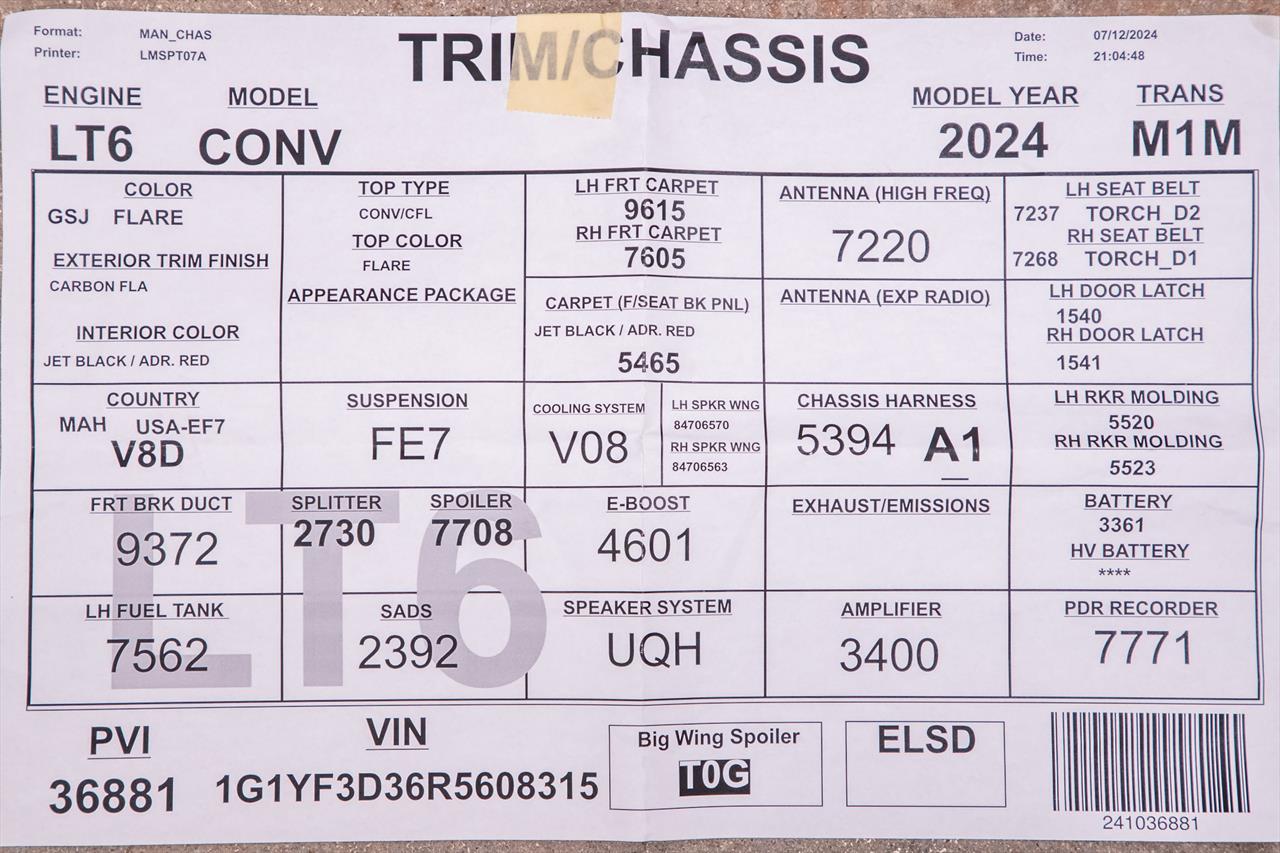 Format: MAN_CHAS
Printer: LMSPT07A
TRIM/CHASSIS
Date: 07/12/2024
Time: 21:04:48
ENGINE MODEL MODEL YEAR TRANS
LT6 CONV 2024 M1M
COLOR
GSJ FLARE
EXTERIOR TRIM FINISH
CARBON FLA
INTERIOR COLOR
JET BLACK / ADR. RED
TOP TYPE
CONV/CFL
TOP COLOR
FLARE
APPEARANCE PACKAGE
LH FRT CARPET
9615
RH FRT CARPET
7605
CARPET (F/SEAT BK PNL)
JET BLACK / ADR. RED
5465
ANTENNA (HIGH FREQ)
7220
ANTENNA (EXP RADIO)
LH SEAT BELT
7237 TORCH_D2
RH SEAT BELT
7268 TORCH_D1
LH DOOR LATCH
1540
RH DOOR LATCH
1541
COUNTRY
MAH USA-EF7
V8D
SUSPENSION
FE7
COOLING SYSTEM
V08
LH SPKR WNG
84706570
RH SPKR WNG
84706563
CHASSIS HARNESS
5394 A1
LH RKR MOLDING
5520
RH RKR MOLDING
5523
FRT BRK DUCT
9372
SPLITTER SPOILER
2730 7708
E-BOOST
4601
EXHAUST/EMISSIONS
BATTERY
3361
HV BATTERY
****
LT6
LH FUEL TANK
7562
SADS
2392
SPEAKER SYSTEM
UQH
AMPLIFIER
3400
PDR RECORDER
7771
PVI
36881
VIN
1G1YF3D36R5608315
Big Wing Spoiler
T0G
ELSD
241036881